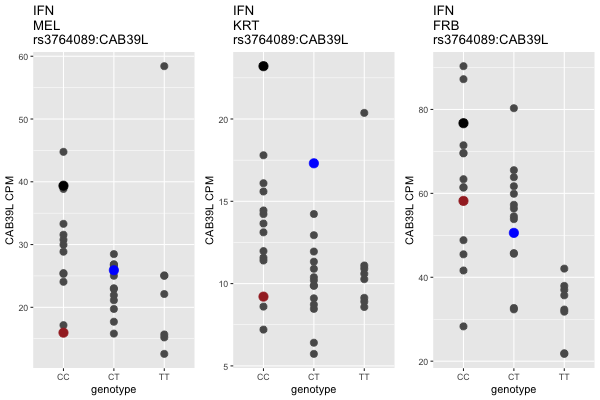 IFN
MEL
rs3764089:CAB39L
60
50
40
30
20
CAB39L CPM
CC
CT
TT
genotype
IFN
KRT
rs3764089:CAB39L
20
15
10
5
CAB39L CPM
CC
CT
TT
genotype
IFN
FRB
rs3764089:CAB39L
80
60
40
20
CAB39L CPM
CC
CT
TT
genotype